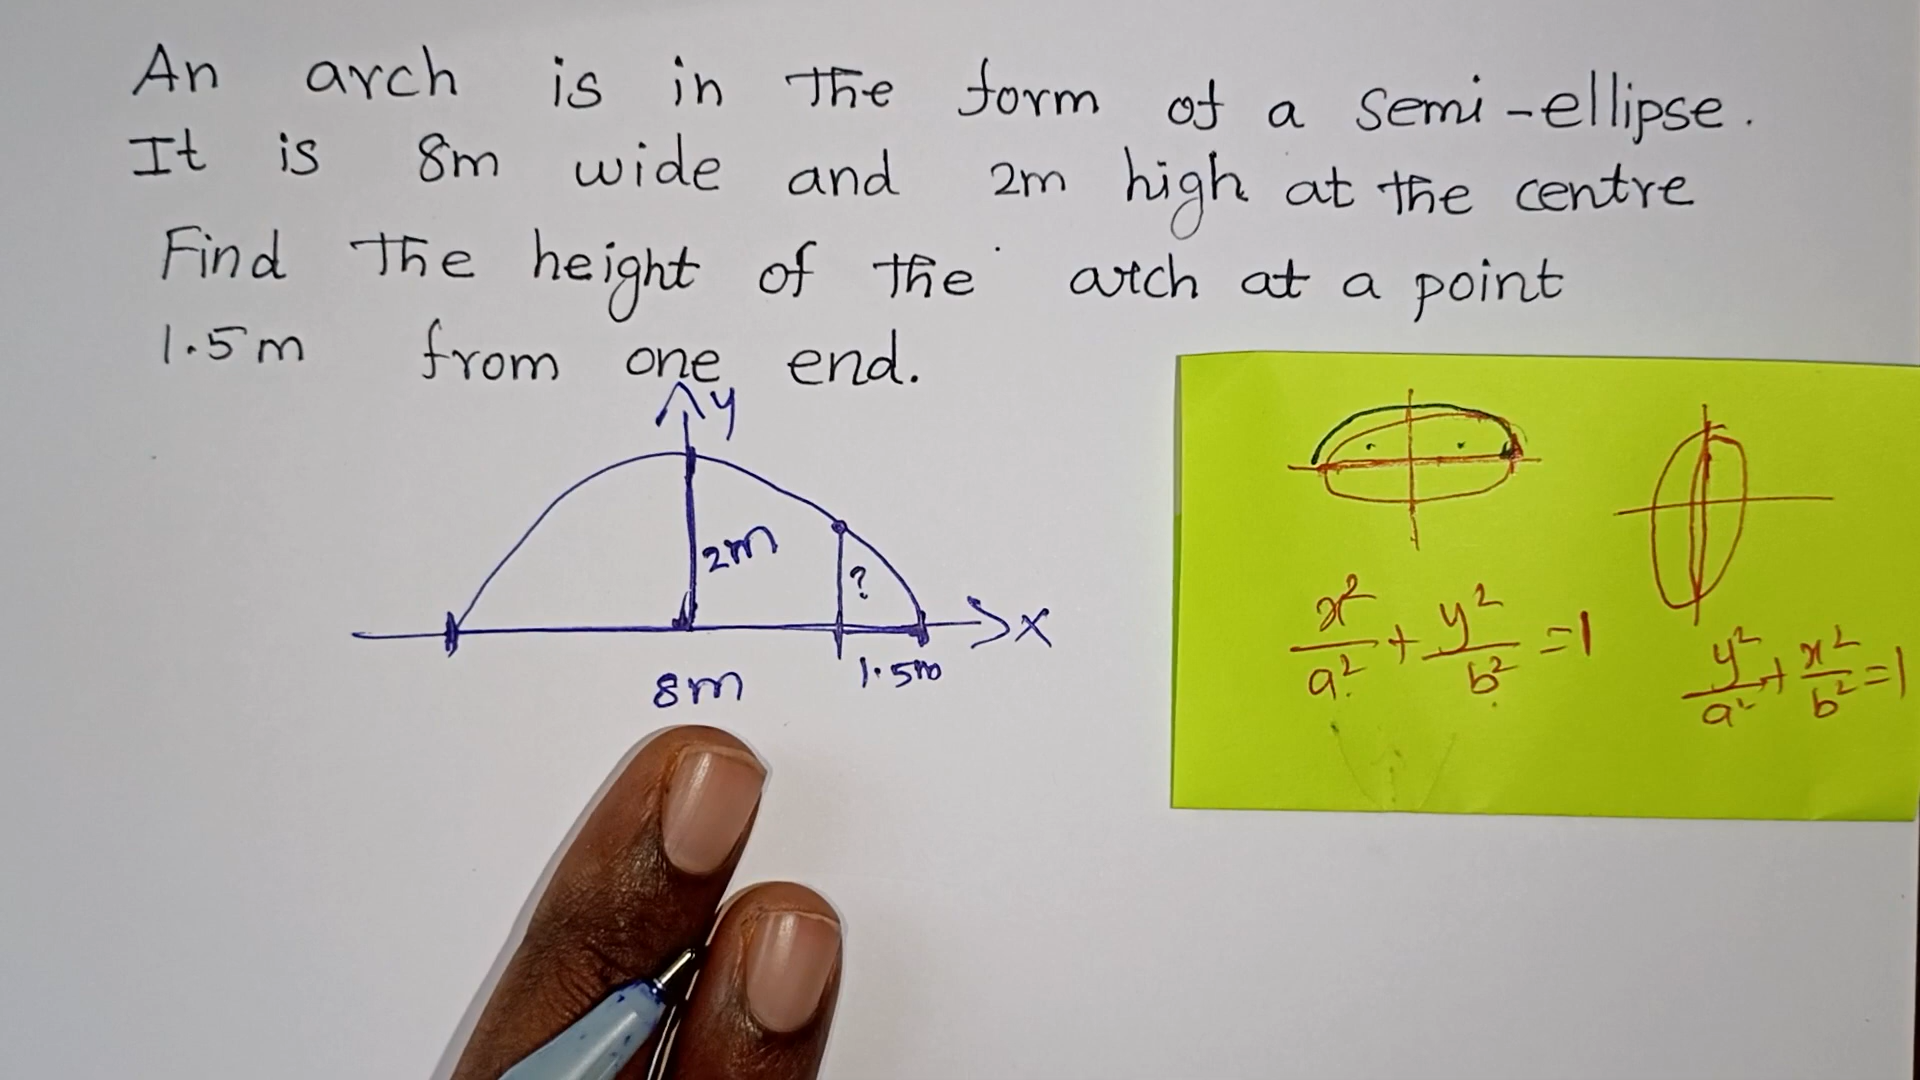 An arch is in the form of a semi-ellipse.
It is 8m wide and 2m high at the centre
Find the height of the arch at a point
1.5m from one end.
y
2m
?
x
8m
1.5m
x²/a² + y²/b² = 1
y²/a² + x²/b² = 1